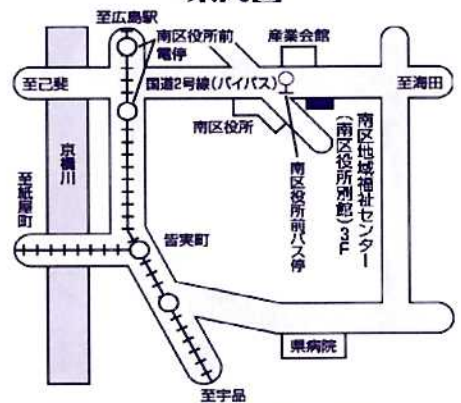 至広島駅
南区役所前
電停
産業会館
至己斐
国道2号線(バイパス)
至海田
南区役所
京橋川
至紙屋町
南区役所前バス停
南区地域福祉センター
(南区役所別館)3F
皆実町
県病院
至宇品